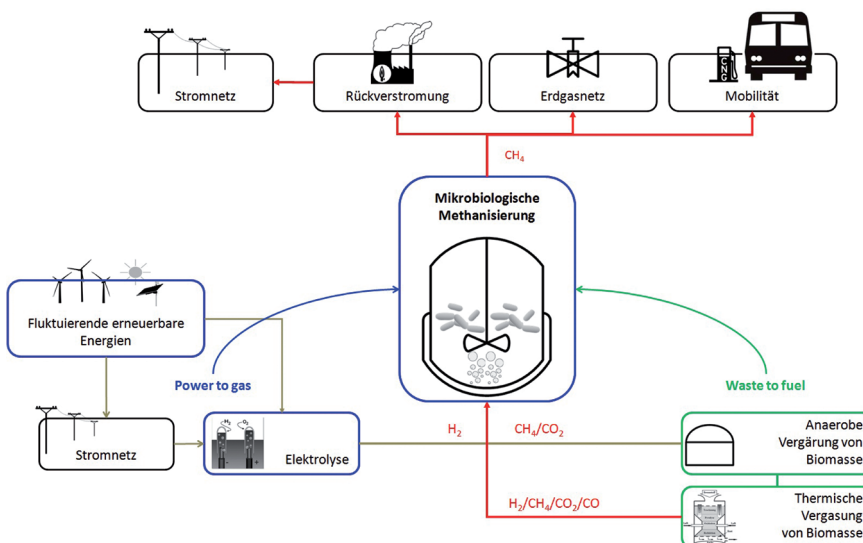 Stromnetz
Rückverstromung
Erdgasnetz
CNG
Mobilität
CH₄
Mikrobiologische
Methanisierung
Fluktuierende erneuerbare
Energien
Power to gas
Waste to fuel
Stromnetz
H₂
O₂
Elektrolyse
H₂
CH₄/CO₂
Anaerobe
Vergärung von
Biomasse
H₂/CH₄/CO₂/CO
Thermische
Vergasung
von Biomasse